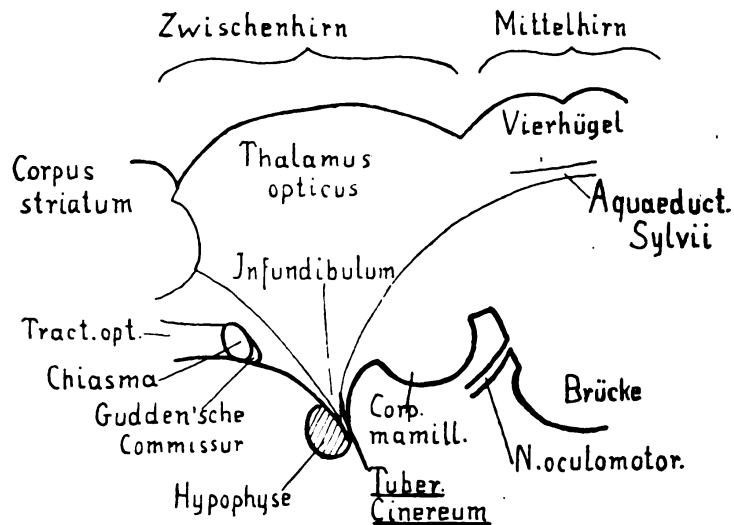 Zwischenhirn
Mittelhirn
Vierhügel
Thalamus
opticus
Corpus
striatum
Aquaeduct.
Sylvii
Infundibulum
Tract. opt.
Chiasma
Gudden'sche
Commissur
Corp.
mamill.
Brücke
N. oculomotor.
Hypophyse
Tuber.
Cinereum